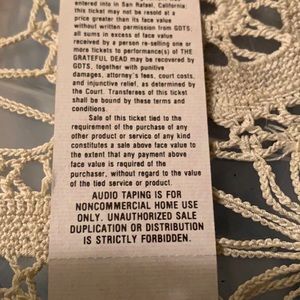 entered into in San Rafael, California:
this ticket may not be resold at a
price greater than its face value
without written permission from GDTS;
all sums in excess of face value
received by a person re-selling one or
more tickets to performance(s) of THE
GRATEFUL DEAD may be recovered by
GDTS, together with punitive
damages, attorney's fees, court costs,
and injunctive relief, as determined by
the Court. Transferees of this ticket
shall be bound by these terms and
conditions.
Sale of this ticket tied to the
requirement of the purchase of any
other product or service of any kind
constitutes a sale above face value to
the extent that any payment above
face value is required of the
purchaser, without regard to the value
of the tied service or product.
AUDIO TAPING IS FOR
NONCOMMERCIAL HOME USE
ONLY. UNAUTHORIZED SALE
DUPLICATION OR DISTRIBUTION
IS STRICTLY FORBIDDEN.